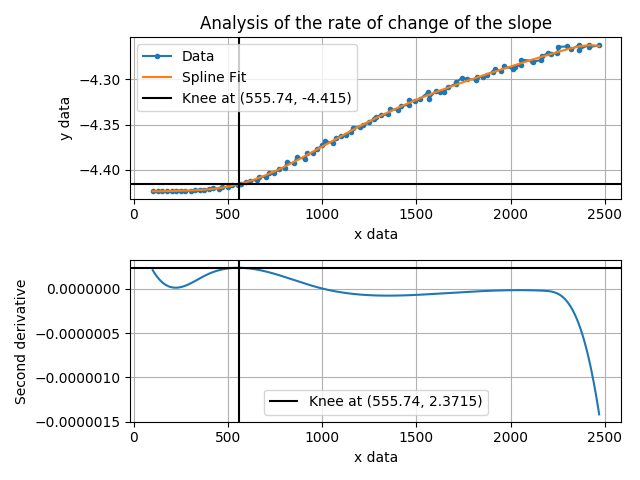 Analysis of the rate of change of the slope
Data
Spline Fit
Knee at (555.74, -4.415)
−4.30
−4.35
−4.40
y data
0 500 1000 1500 2000 2500
x data
0.0000000
−0.0000005
−0.0000010
−0.0000015
Second derivative
Knee at (555.74, 2.3715)
0 500 1000 1500 2000 2500
x data